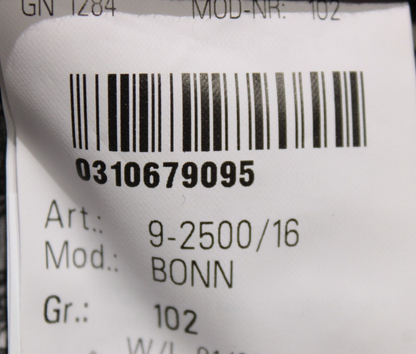 GN 1284 MOD-NR: 102
0310679095
Art.: 9-2500/16
Mod.: BONN
Gr.: 102